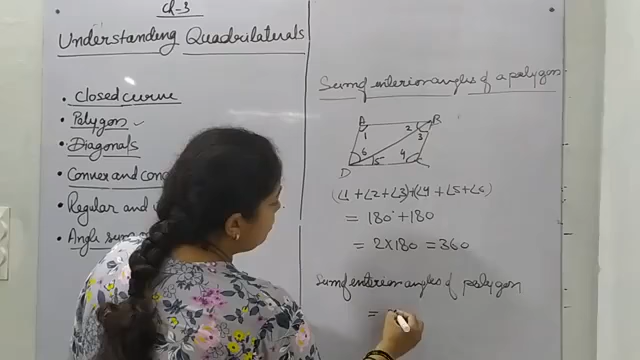 Ch-3
Understanding Quadrilaterals
• Closed curve
• Polygon
• Diagonals
• Convex and
• Regular and
• Angle
Sum of interior angles of a polygon
A B
1 2 3
6 5 4
D
(∠1 + ∠2 + ∠3) + (∠4 + ∠5 + ∠6)
= 180° + 180
= 2 × 180 = 360
Sum of interior angles of polygon
=